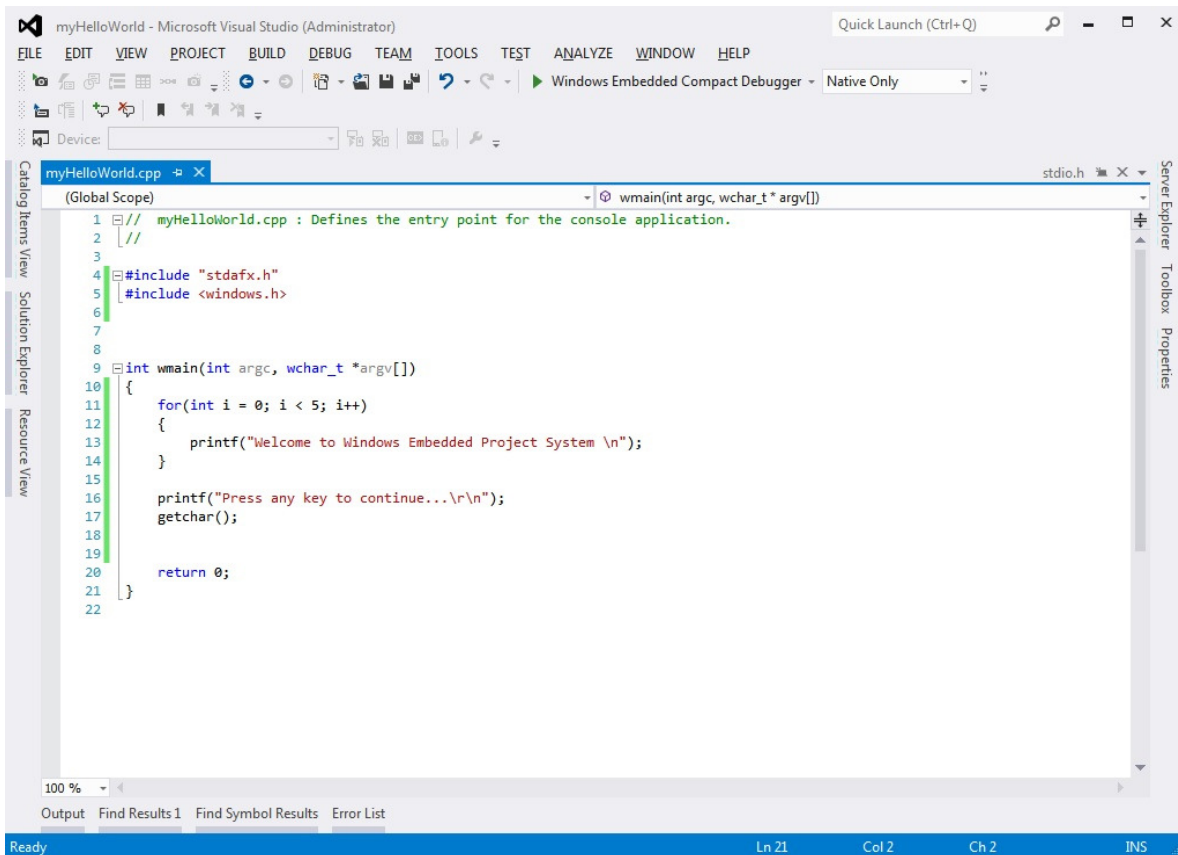 myHelloWorld - Microsoft Visual Studio (Administrator)
Quick Launch (Ctrl+Q)
FILE EDIT VIEW PROJECT BUILD DEBUG TEAM TOOLS TEST ANALYZE WINDOW HELP
Windows Embedded Compact Debugger
Native Only
Device:
Catalog Items View
Solution Explorer
Resource View
myHelloWorld.cpp
stdio.h
(Global Scope)
wmain(int argc, wchar_t * argv[])
1 // myHelloWorld.cpp : Defines the entry point for the console application.
2 //
3
4 #include "stdafx.h"
5 #include <windows.h>
6
7
8
9 int wmain(int argc, wchar_t *argv[])
10 {
11 for(int i = 0; i < 5; i++)
12 {
13 printf("Welcome to Windows Embedded Project System \n");
14 }
15
16 printf("Press any key to continue...\r\n");
17 getchar();
18
19
20 return 0;
21 }
22
Server Explorer
Toolbox
Properties
100 %
Output Find Results 1 Find Symbol Results Error List
Ready Ln 21 Col 2 Ch 2 INS